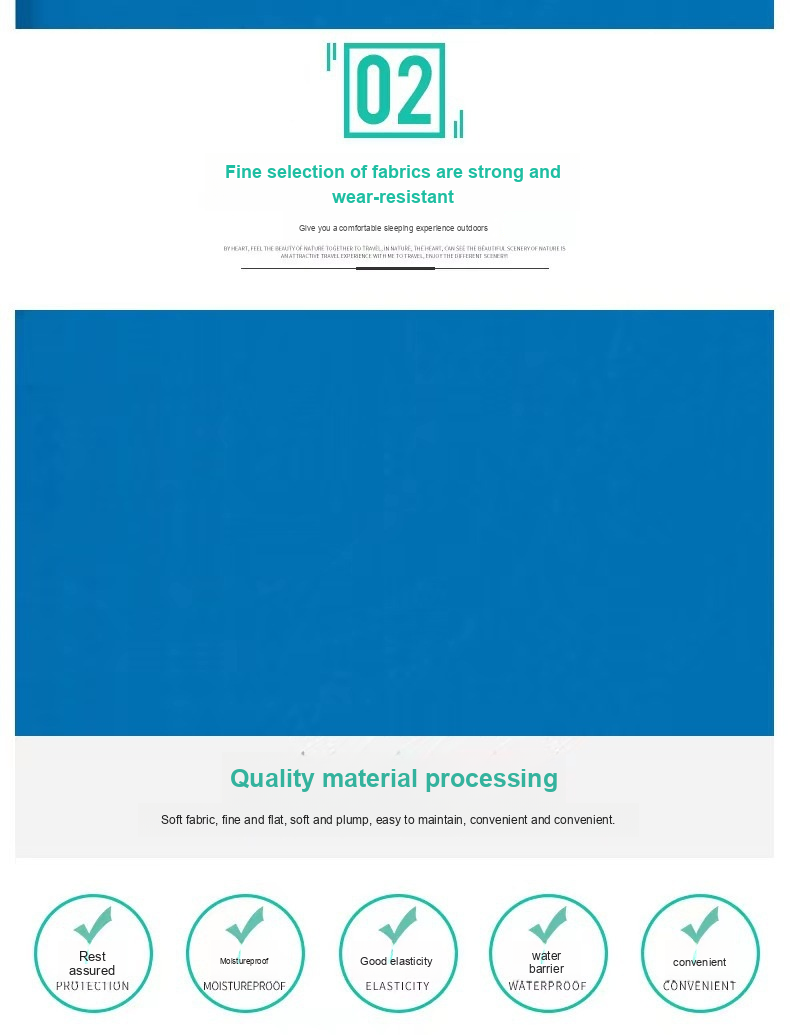 02
Fine selection of fabrics are strong and
wear-resistant
Give you a comfortable sleeping experience outdoors
BY HEART, FEEL THE BEAUTY OF NATURE TOGETHER TO TRAVEL, IN NATURE, THE HEART, CAN SEE THE BEAUTIFUL SCENERY OF NATURE IS
AN ATTRACTIVE TRAVEL EXPERIENCE WITH ME TO TRAVEL, ENJOY THE DIFFERENT SCENERY!
Quality material processing
Soft fabric, fine and flat, soft and plump, easy to maintain, convenient and convenient.
Rest
assured
PROTECTION
Moistureproof
MOISTUREPROOF
Good elasticity
ELASTICITY
water
barrier
WATERPROOF
convenient
CONVENIENT